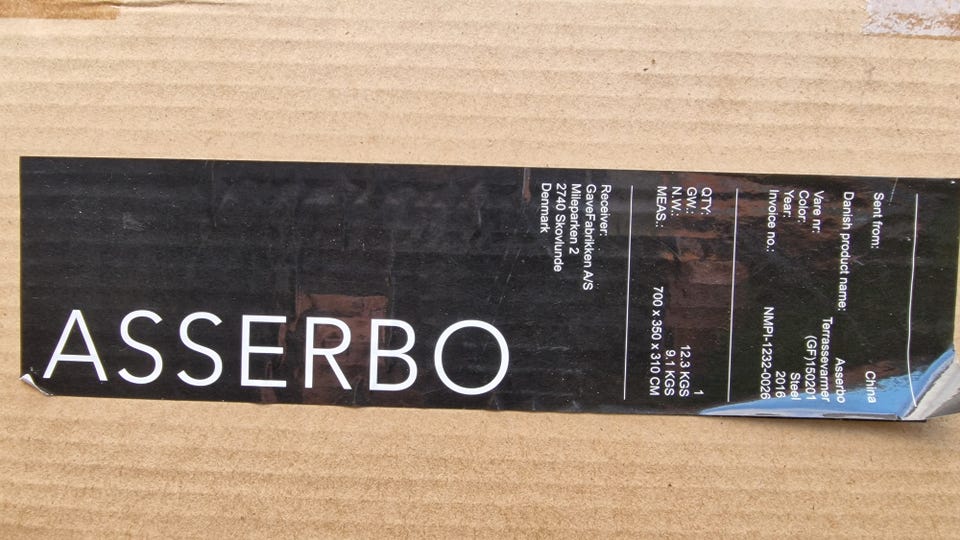 Sent from: China
Danish product name: Asserbo
Terrassevarmer
Vare nr: (GF)150201
Color: Steel
Year: 2016
Invoice no.: NMPI-1232-0026
QTY: 1
GW.: 12.3 KGS
N.W.: 9.1 KGS
MEAS.: 700 x 350 x 310 CM
Receiver:
GaveFabrikken A/S
Mileparken 2
2740 Skovlunde
Denmark
ASSERBO